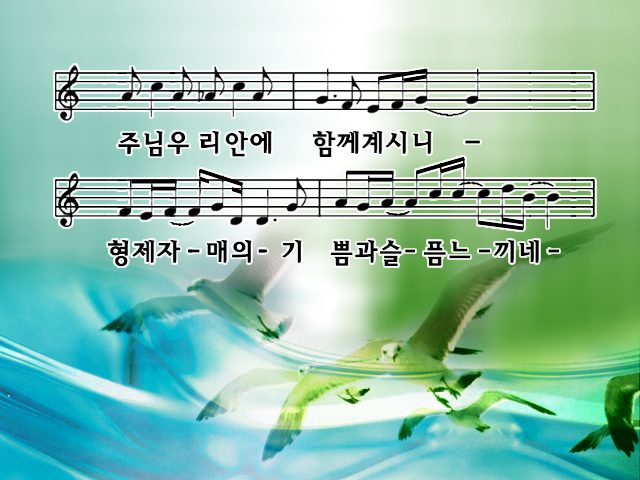 주님우 리안에 함께계시니 –
형제자 – 매의 - 기 쁨과슬 - 픔느 – 끼네 –